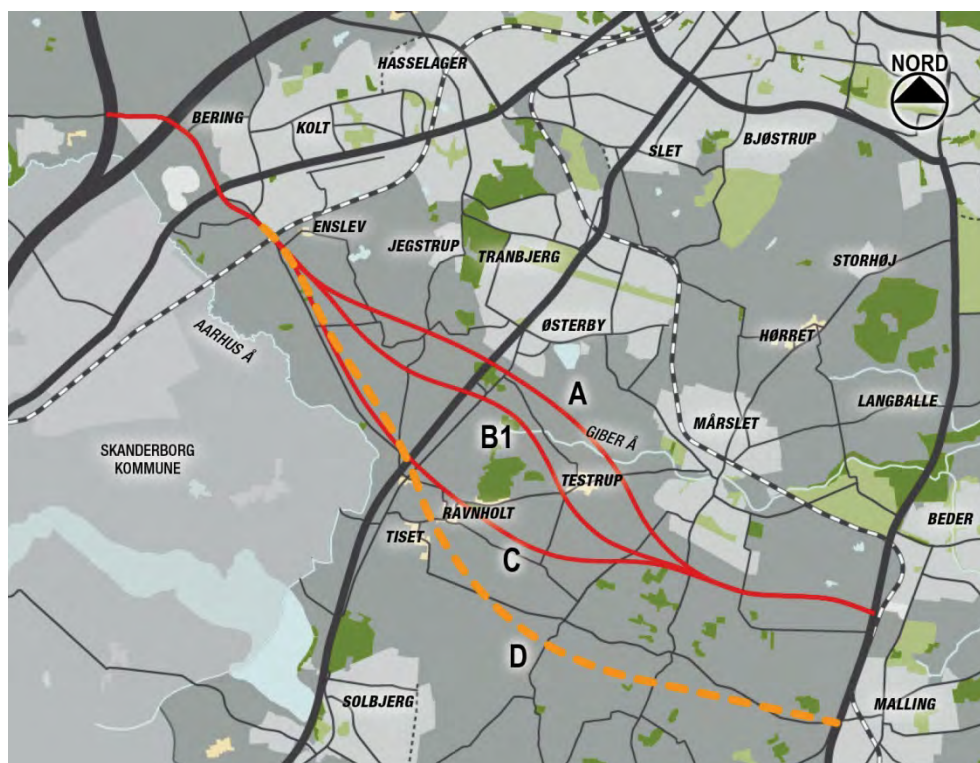 HASSELAGER
NORD
BERING
KOLT
SLET
BJØSTRUP
ENSLEV
JEGSTRUP
TRANBJERG
STORHØJ
ØSTERBY
HØRRET
AARHUS Å
A
LANGBALLE
MÅRSLET
B1
GIBER Å
SKANDERBORG
KOMMUNE
TESTRUP
RAVNHOLT
BEDER
TISET
C
D
SOLBJERG
MALLING